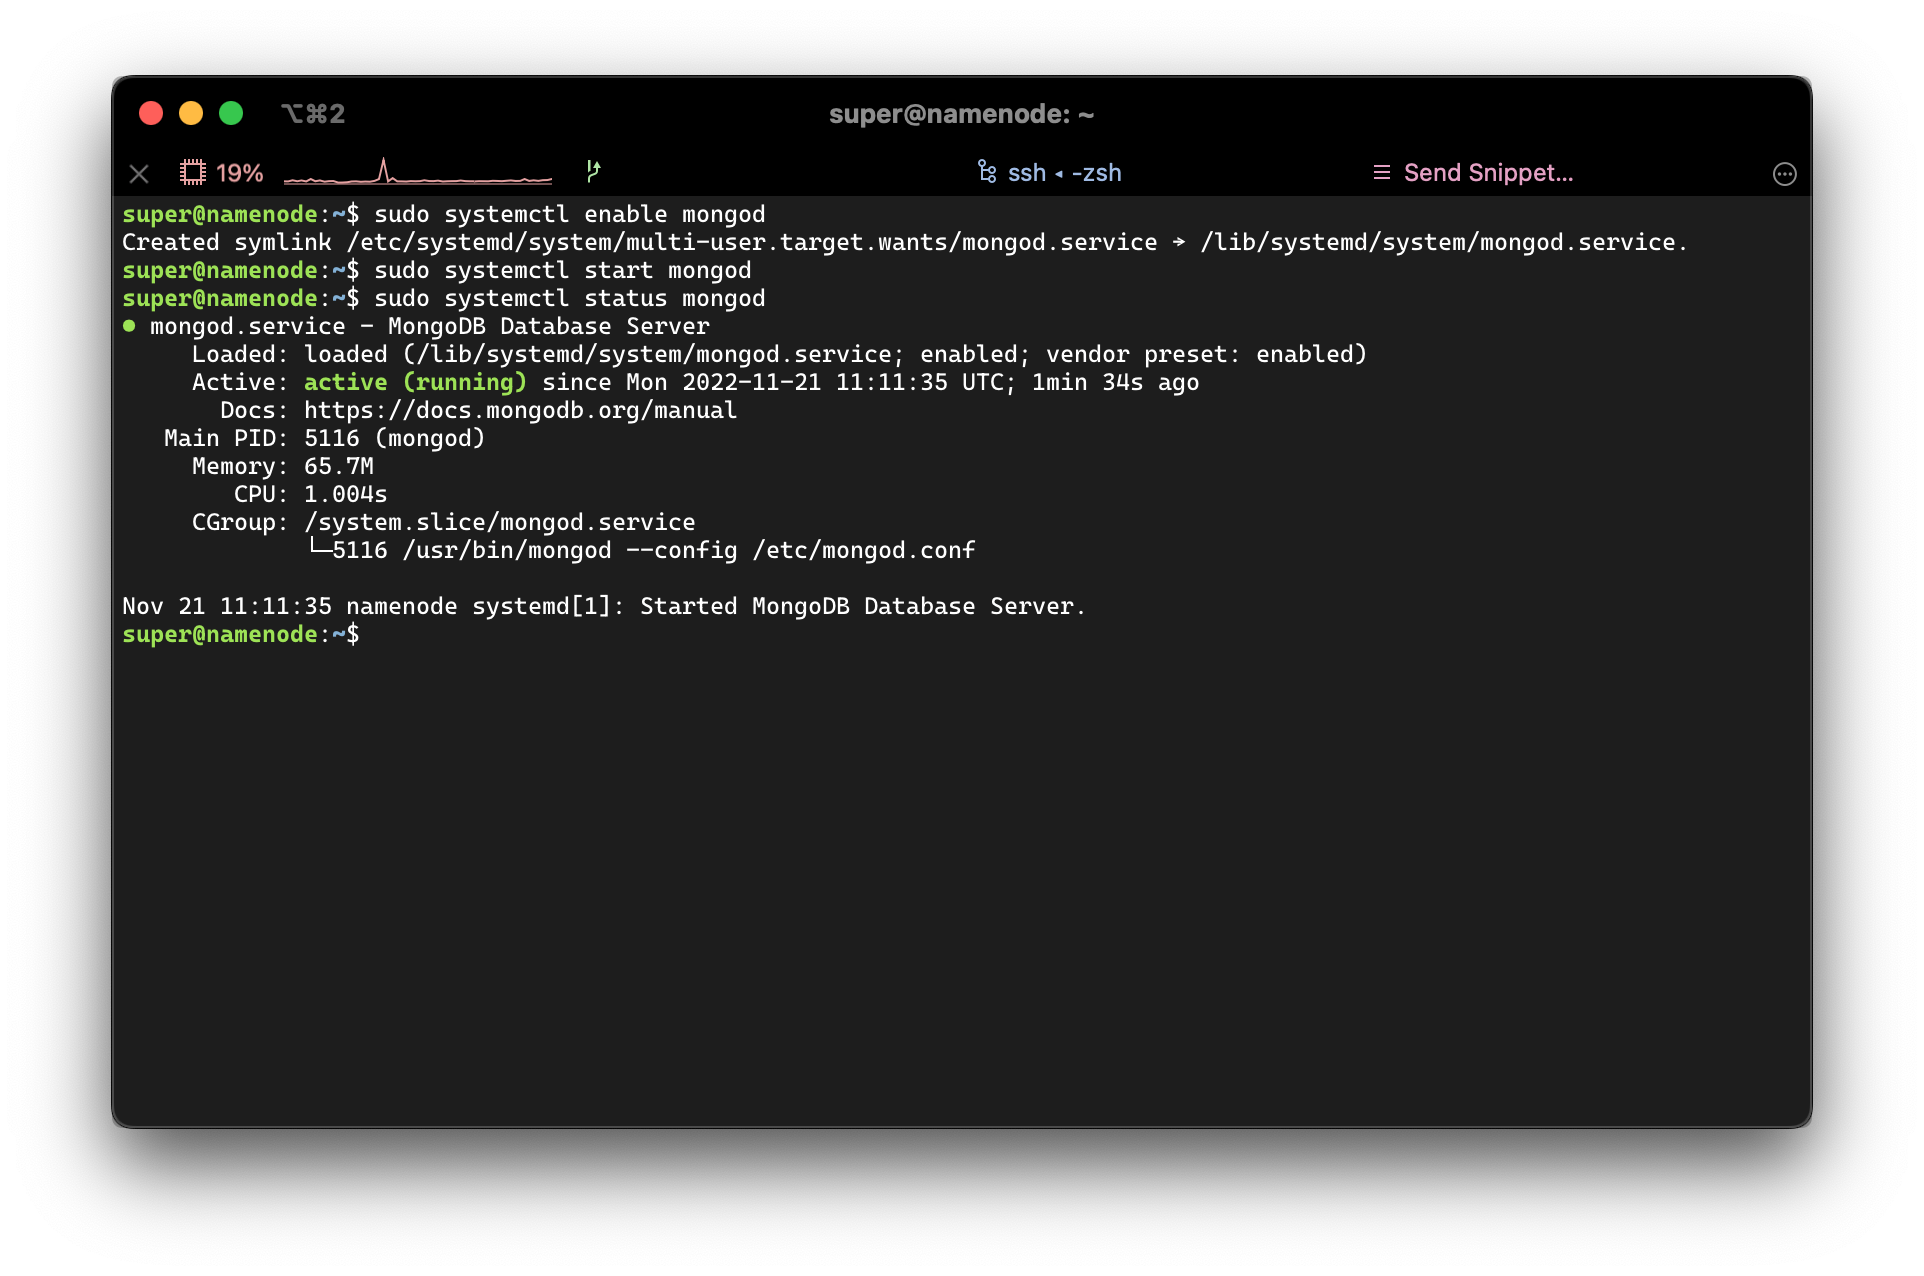 ⌥⌘2 super@namenode: ~
19% ssh ◂ -zsh Send Snippet...
super@namenode:~$ sudo systemctl enable mongod
Created symlink /etc/systemd/system/multi-user.target.wants/mongod.service → /lib/systemd/system/mongod.service.
super@namenode:~$ sudo systemctl start mongod
super@namenode:~$ sudo systemctl status mongod
● mongod.service - MongoDB Database Server
     Loaded: loaded (/lib/systemd/system/mongod.service; enabled; vendor preset: enabled)
     Active: active (running) since Mon 2022-11-21 11:11:35 UTC; 1min 34s ago
       Docs: https://docs.mongodb.org/manual
   Main PID: 5116 (mongod)
     Memory: 65.7M
        CPU: 1.004s
     CGroup: /system.slice/mongod.service
             └─5116 /usr/bin/mongod --config /etc/mongod.conf
Nov 21 11:11:35 namenode systemd[1]: Started MongoDB Database Server.
super@namenode:~$